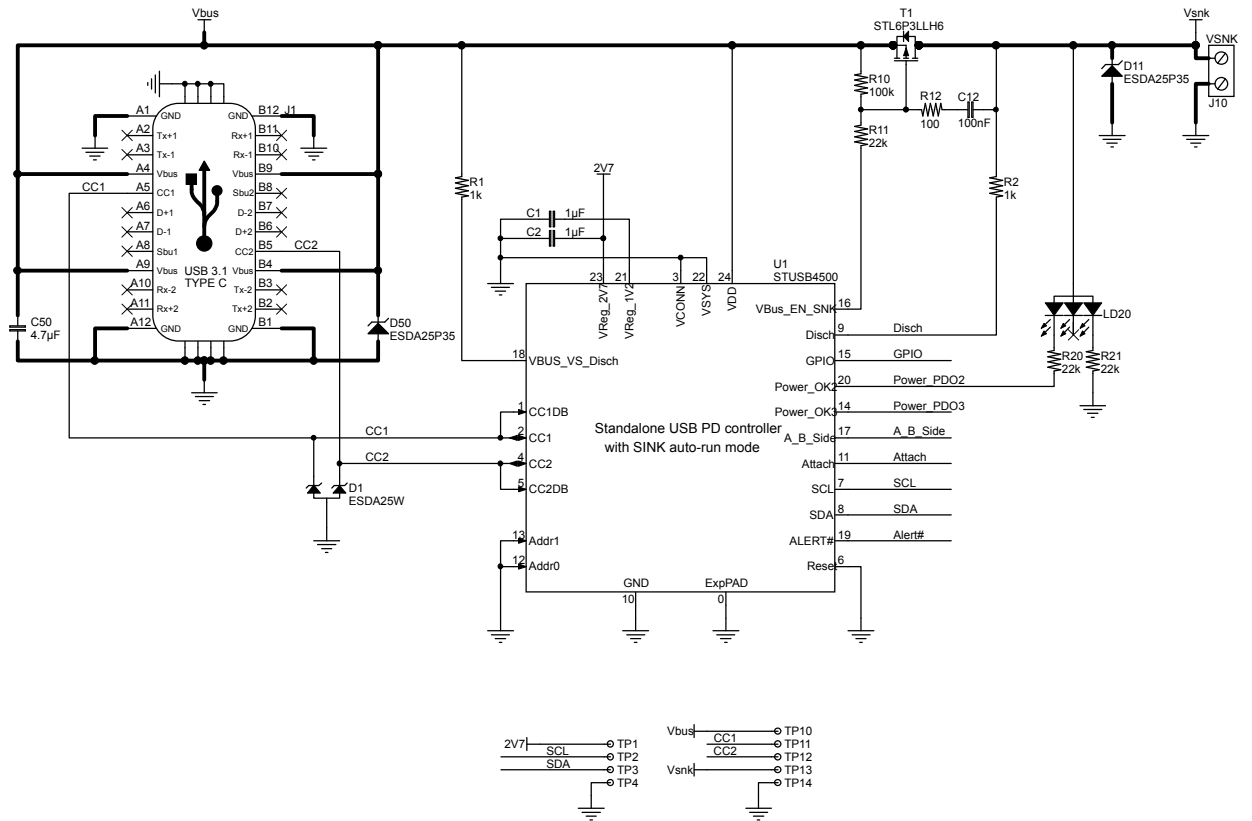 Vbus
T1
STL6P3LLH6
Vsnk
VSNK
J10
D11
ESDA25P35
R10
100k
R12
100
C12
100nF
R11
22k
A1 GND GND B12 J1
A2 Tx+1 Rx+1 B11
A3 Tx-1 Rx-1 B10
A4 Vbus Vbus B9
CC1 A5 CC1 Sbu2 B8
A6 D+1 D-2 B7
A7 D-1 D+2 B6
A8 Sbu1 CC2 B5 CC2
A9 Vbus Vbus B4
A10 Rx-2 Tx-2 B3
A11 Rx+2 Tx+2 B2
A12 GND GND B1
USB 3.1
TYPE C
C50
4.7µF
D50
ESDA25P35
R1
1k
2V7
C1 1µF
C2 1µF
R2
1k
U1
STUSB4500
23 21 3 22 24
VReg_2V7
VReg_1V2
VCONN
VSYS
VDD
VBus_EN_SNK 16
Disch 9 Disch
18 VBUS_VS_Disch
GPIO 15 GPIO
Power_OK2 20 Power_PDO2
1 CC1DB
Power_OK3 14 Power_PDO3
CC1 2 CC1
A_B_Side 17 A_B_Side
CC2 4 CC2
Attach 11 Attach
5 CC2DB
SCL 7 SCL
SDA 8 SDA
13 Addr1
ALERT# 19 Alert#
12 Addr0
Reset 6
Standalone USB PD controller
with SINK auto-run mode
GND
10
ExpPAD
0
D1
ESDA25W
LD20
R20
22k
R21
22k
2V7 TP1
SCL TP2
SDA TP3
TP4
Vbus TP10
CC1 TP11
CC2 TP12
Vsnk TP13
TP14